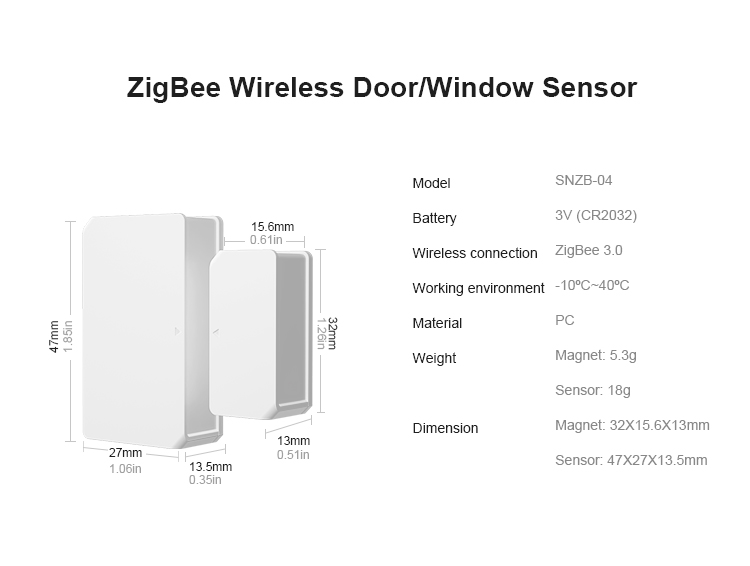 ZigBee Wireless Door/Window Sensor
47mm
1.85in
27mm
1.06in
13.5mm
0.35in
15.6mm
0.61in
32mm
1.26in
13mm
0.51in
Model SNZB-04
Battery 3V (CR2032)
Wireless connection ZigBee 3.0
Working environment -10ºC~40ºC
Material PC
Weight Magnet: 5.3g
Sensor: 18g
Dimension Magnet: 32X15.6X13mm
Sensor: 47X27X13.5mm